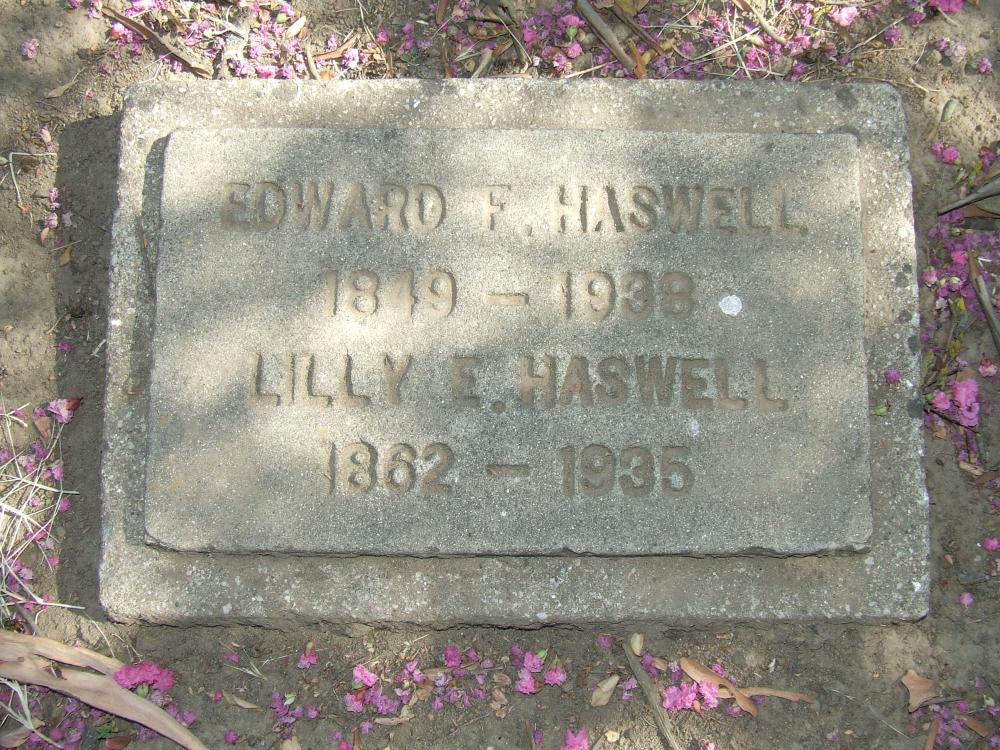 EDWARD F. HASWELL
1849 – 1938
LILLY E. HASWELL
1862 – 1935